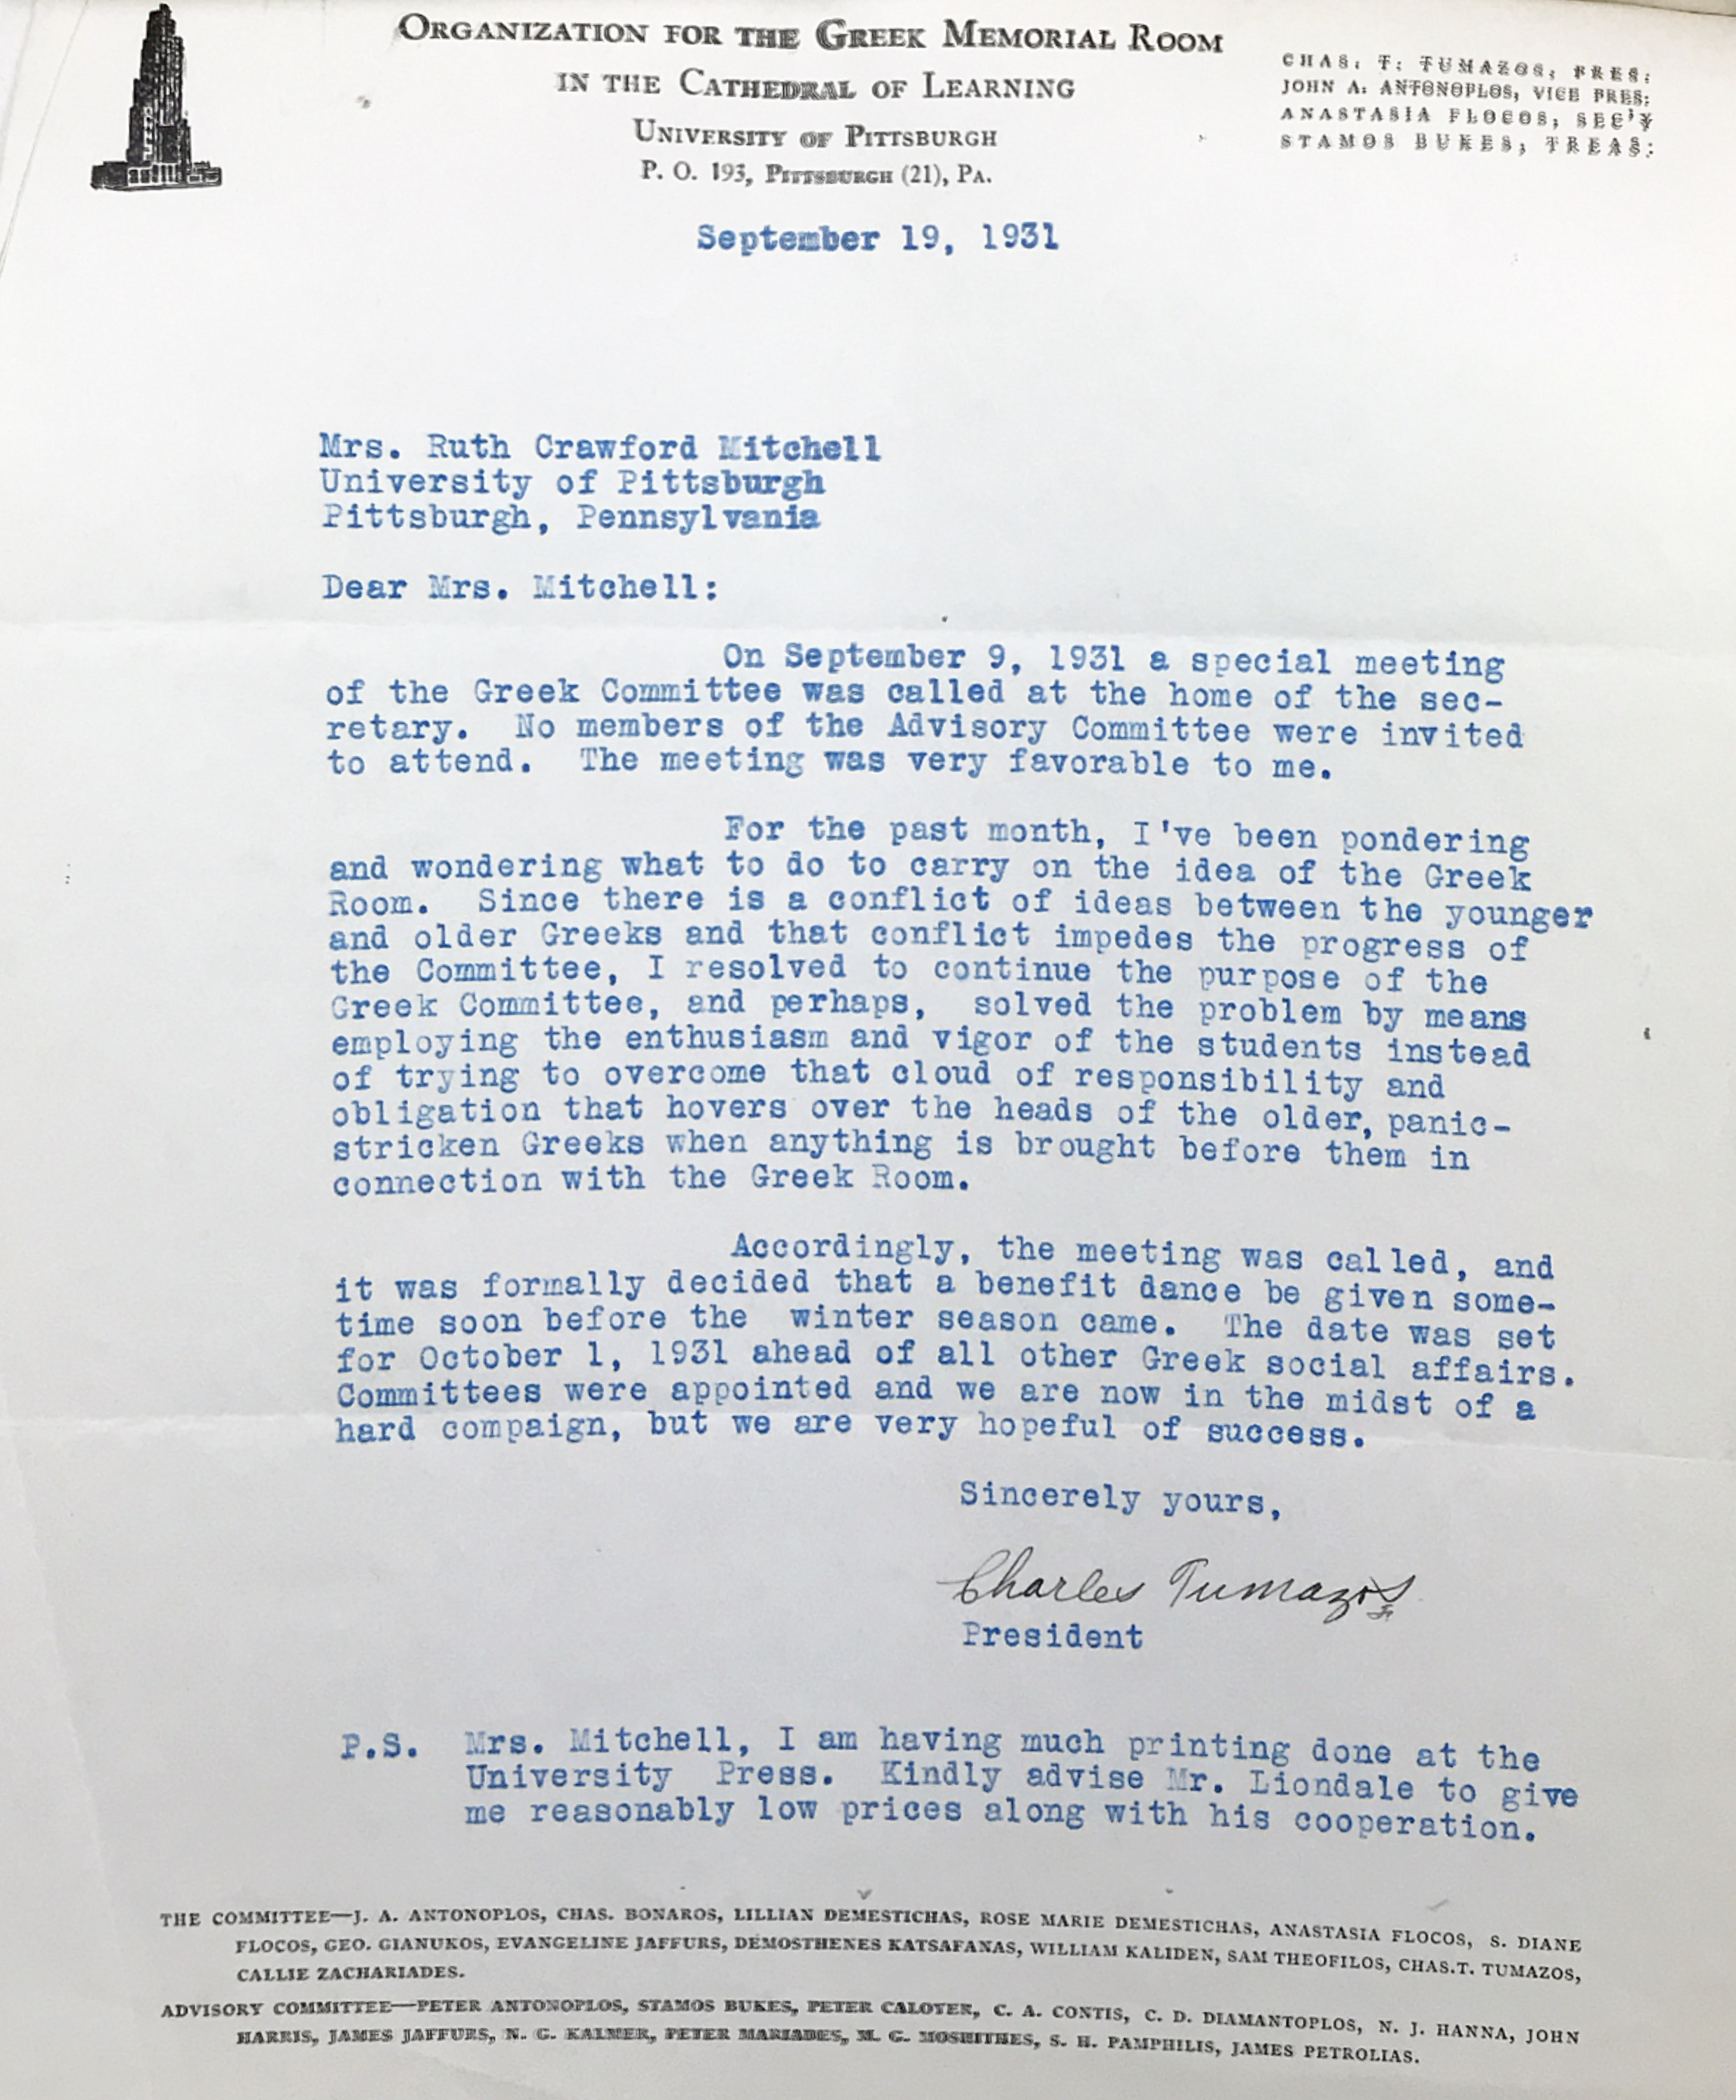 ORGANIZATION FOR THE GREEK MEMORIAL ROOM
IN THE CATHEDRAL OF LEARNING
UNIVERSITY OF PITTSBURGH
P. O. 193, PITTSBURGH (21), PA.
CHAS. T. TUMAZOS, PRES.
JOHN A. ANTONOPLOS, VICE PRES.
ANASTASIA FLOCOS, SEC'Y
STAMOS BUKES, TREAS.
September 19, 1931
Mrs. Ruth Crawford Mitchell
University of Pittsburgh
Pittsburgh, Pennsylvania
Dear Mrs. Mitchell:
On September 9, 1931 a special meeting
of the Greek Committee was called at the home of the sec-
retary. No members of the Advisory Committee were invited
to attend. The meeting was very favorable to me.
For the past month, I've been pondering
and wondering what to do to carry on the idea of the Greek
Room. Since there is a conflict of ideas between the younger
and older Greeks and that conflict impedes the progress of
the Committee, I resolved to continue the purpose of the
Greek Committee, and perhaps, solved the problem by means
employing the enthusiasm and vigor of the students instead
of trying to overcome that cloud of responsibility and
obligation that hovers over the heads of the older, panic-
stricken Greeks when anything is brought before them in
connection with the Greek Room.
Accordingly, the meeting was called, and
it was formally decided that a benefit dance be given some-
time soon before the winter season came. The date was set
for October 1, 1931 ahead of all other Greek social affairs.
Committees were appointed and we are now in the midst of a
hard compaign, but we are very hopeful of success.
Sincerely yours,
Charles Tumazos Jr
President
P.S. Mrs. Mitchell, I am having much printing done at the
University Press. Kindly advise Mr. Liondale to give
me reasonably low prices along with his cooperation.
THE COMMITTEE—J. A. ANTONOPLOS, CHAS. BONAROS, LILLIAN DEMESTICHAS, ROSE MARIE DEMESTICHAS, ANASTASIA FLOCOS, S. DIANE
FLOCOS, GEO. GIANUKOS, EVANGELINE JAFFURS, DEMOSTHENES KATSAFANAS, WILLIAM KALIDEN, SAM THEOFILOS, CHAS.T. TUMAZOS,
CALLIE ZACHARIADES.
ADVISORY COMMITTEE—PETER ANTONOPLOS, STAMOS BUKES, PETER CALOYER, C. A. CONTIS, C. D. DIAMANTOPLOS, N. J. HANNA, JOHN
HARRIS, JAMES JAFFURS, N. G. KALMER, PETER MARIADES, M. G. MOSHITHES, S. H. PAMPHILIS, JAMES PETROLIAS.